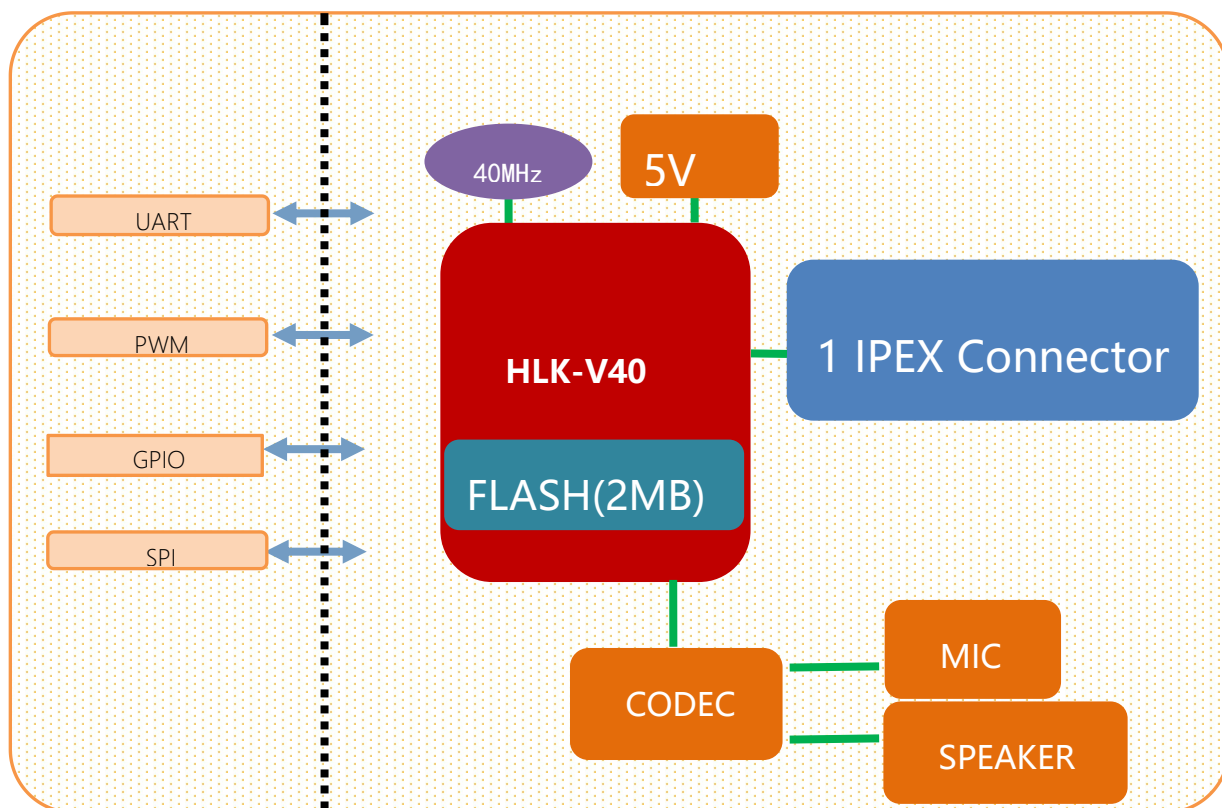 40MHz
5V
UART
PWM
HLK-V40
1 IPEX Connector
GPIO
FLASH(2MB)
SPI
MIC
CODEC
SPEAKER